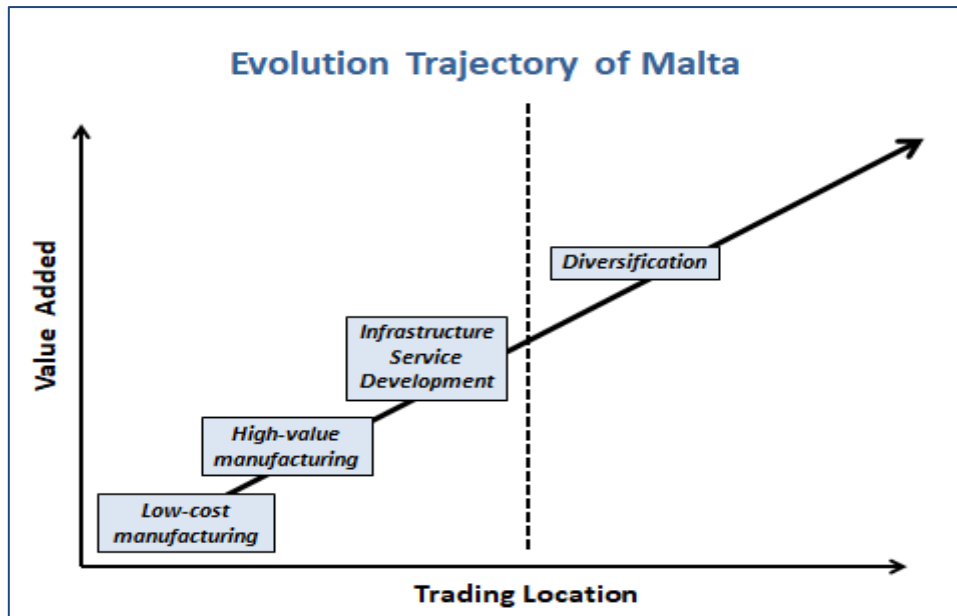 Evolution Trajectory of Malta
Value Added
Diversification
Infrastructure
Service
Development
High-value
manufacturing
Low-cost
manufacturing
Trading Location